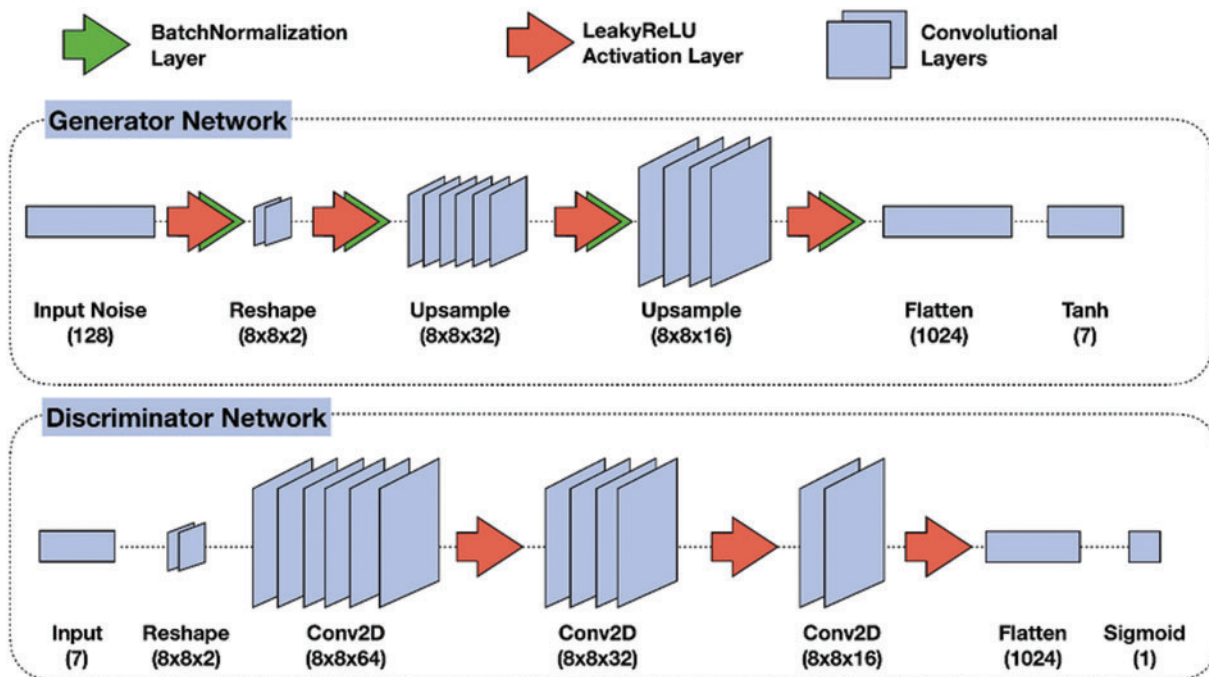 BatchNormalization
Layer
LeakyReLU
Activation Layer
Convolutional
Layers
Generator Network
Input Noise
(128)
Reshape
(8x8x2)
Upsample
(8x8x32)
Upsample
(8x8x16)
Flatten
(1024)
Tanh
(7)
Discriminator Network
Input
(7)
Reshape
(8x8x2)
Conv2D
(8x8x64)
Conv2D
(8x8x32)
Conv2D
(8x8x16)
Flatten
(1024)
Sigmoid
(1)